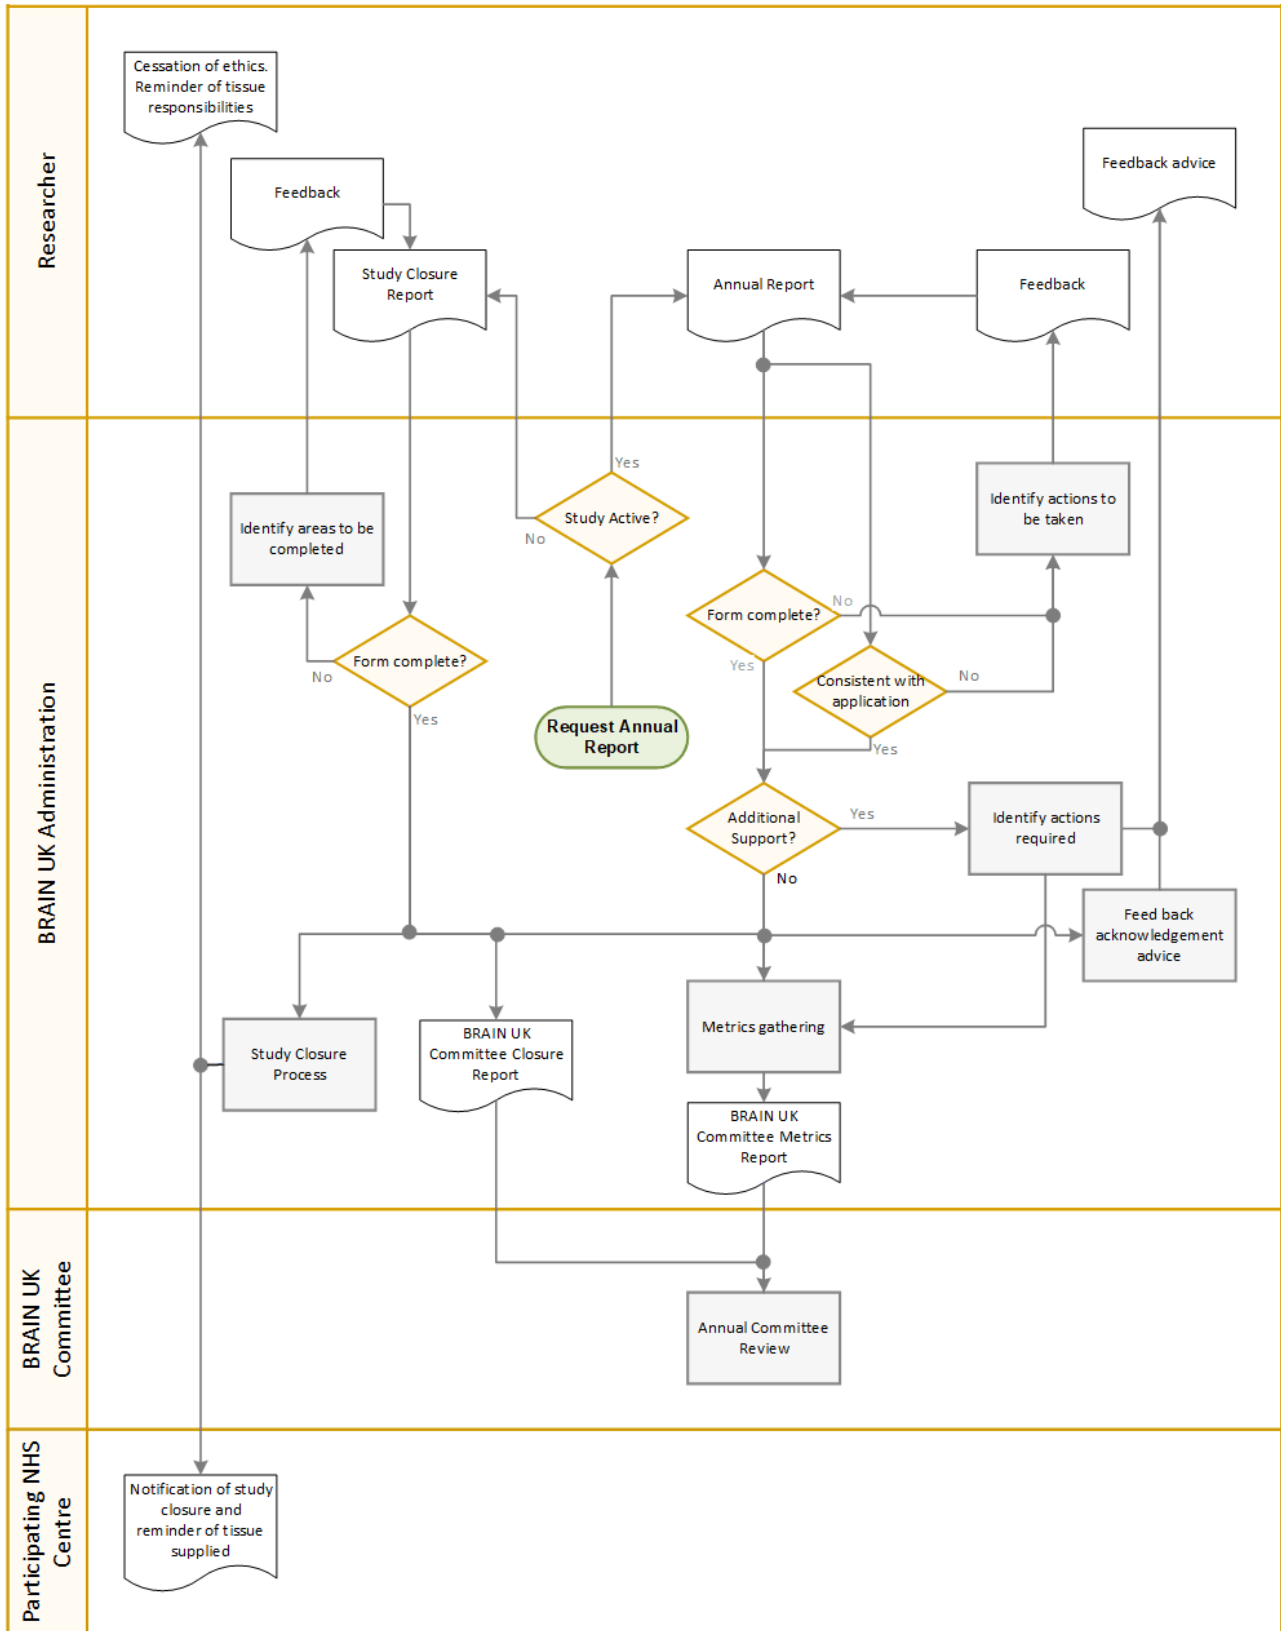 Researcher
Cessation of ethics.
Reminder of tissue
responsibilities
Feedback
Feedback advice
Study Closure
Report
Annual Report
Feedback
BRAIN UK Administration
Yes
Study Active?
No
Identify areas to be
completed
Identify actions to
be taken
Form complete?
No
Yes
Form complete?
No
Yes
Consistent with
application
No
Yes
Request Annual
Report
Additional
Support?
Yes
No
Identify actions
required
Feed back
acknowledgement
advice
Study Closure
Process
BRAIN UK
Committee Closure
Report
Metrics gathering
BRAIN UK
Committee Metrics
Report
BRAIN UK
Committee
Annual Committee
Review
Participating NHS
Centre
Notification of study
closure and
reminder of tissue
supplied